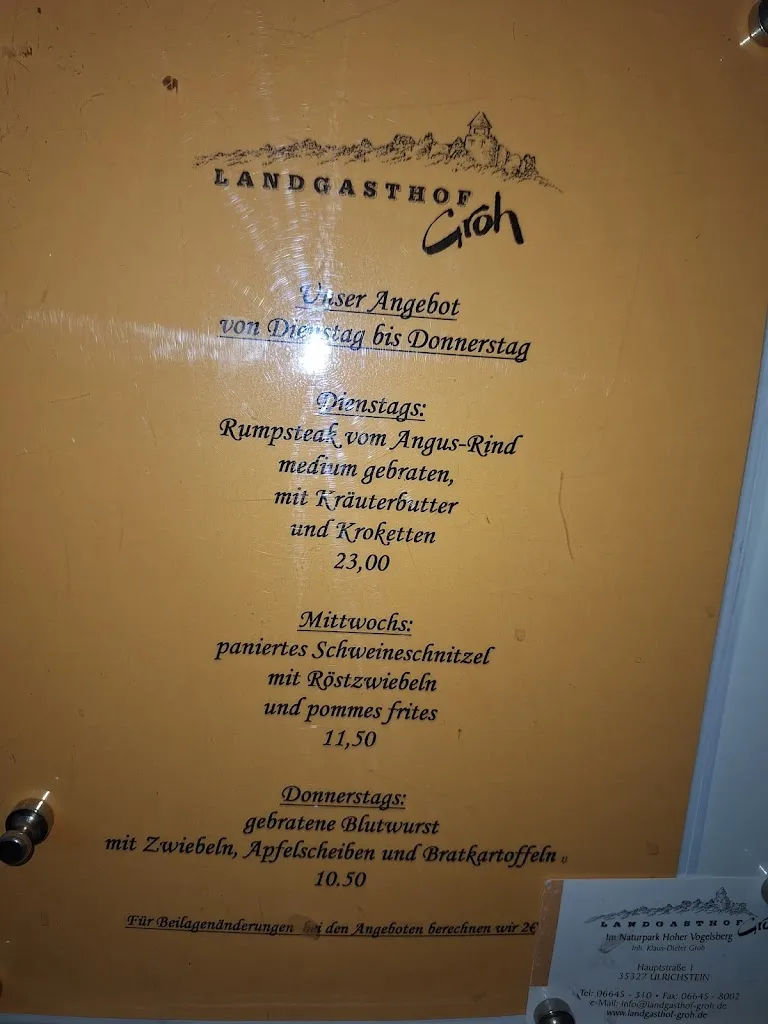 LANDGASTHOF
Groh
Unser Angebot
von Dienstag bis Donnerstag
Dienstags:
Rumpsteak vom Angus-Rind
medium gebraten,
mit Kräuterbutter
und Kroketten
23,00
Mittwochs:
paniertes Schweineschnitzel
mit Röstzwiebeln
und pommes frites
11,50
Donnerstags:
gebratene Blutwurst
mit Zwiebeln, Apfelscheiben und Bratkartoffeln
10.50
Für Beilagenänderungen bei den Angeboten berechnen wir 2€
LANDGASTHOF
Im Naturpark Hoher Vogelsberg
Inh. Klaus-Dieter Groh
Hauptstraße 1
35327 ULRICHSTEIN
Tel: 06645 - 310 • Fax: 06645 - 8002
e-Mail: info@landgasthof-groh.de
www.landgasthof-groh.de